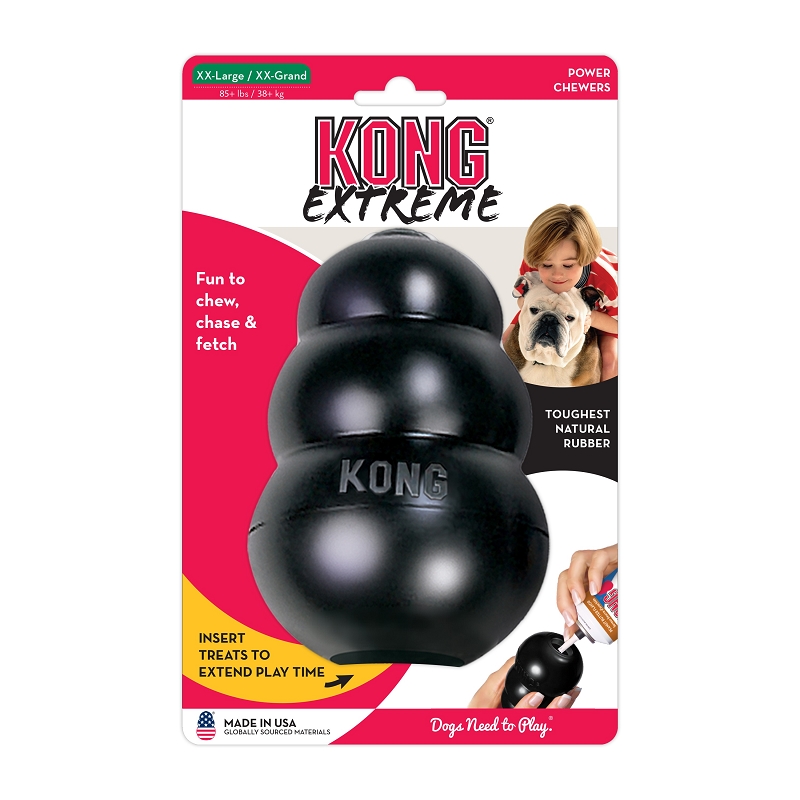 XX-Large / XX-Grand
85+ lbs / 38+ kg
POWER
CHEWERS
KONG®
EXTREME
Fun to
chew,
chase &
fetch
TOUGHEST
NATURAL
RUBBER
KONG
INSERT
TREATS TO
EXTEND PLAY TIME
MADE IN USA
GLOBALLY SOURCED MATERIALS
Dogs Need to Play.®